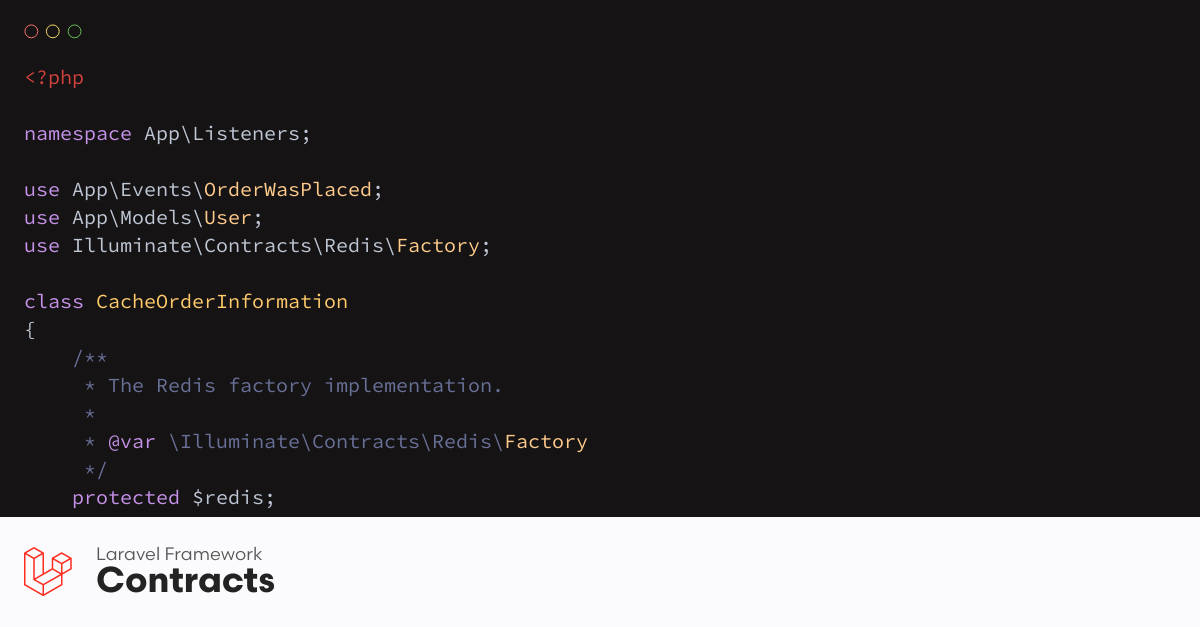 <?php
namespace App\Listeners;
use App\Events\OrderWasPlaced;
use App\Models\User;
use Illuminate\Contracts\Redis\Factory;
class CacheOrderInformation
{
    /**
     * The Redis factory implementation.
     *
     * @var \Illuminate\Contracts\Redis\Factory
     */
    protected $redis;
Laravel Framework
Contracts